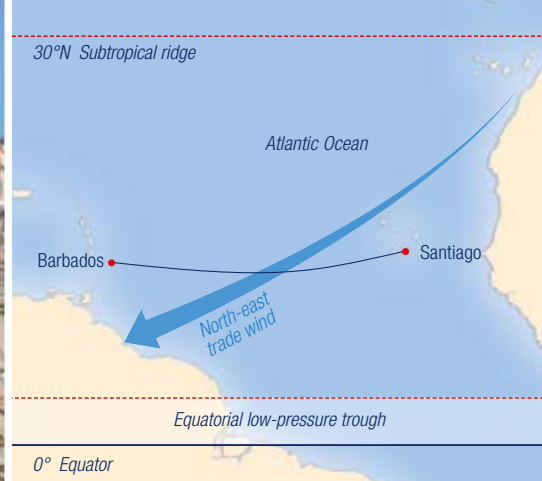 30°N Subtropical ridge
Atlantic Ocean
Barbados
Santiago
North-east
trade wind
Equatorial low-pressure trough
0° Equator